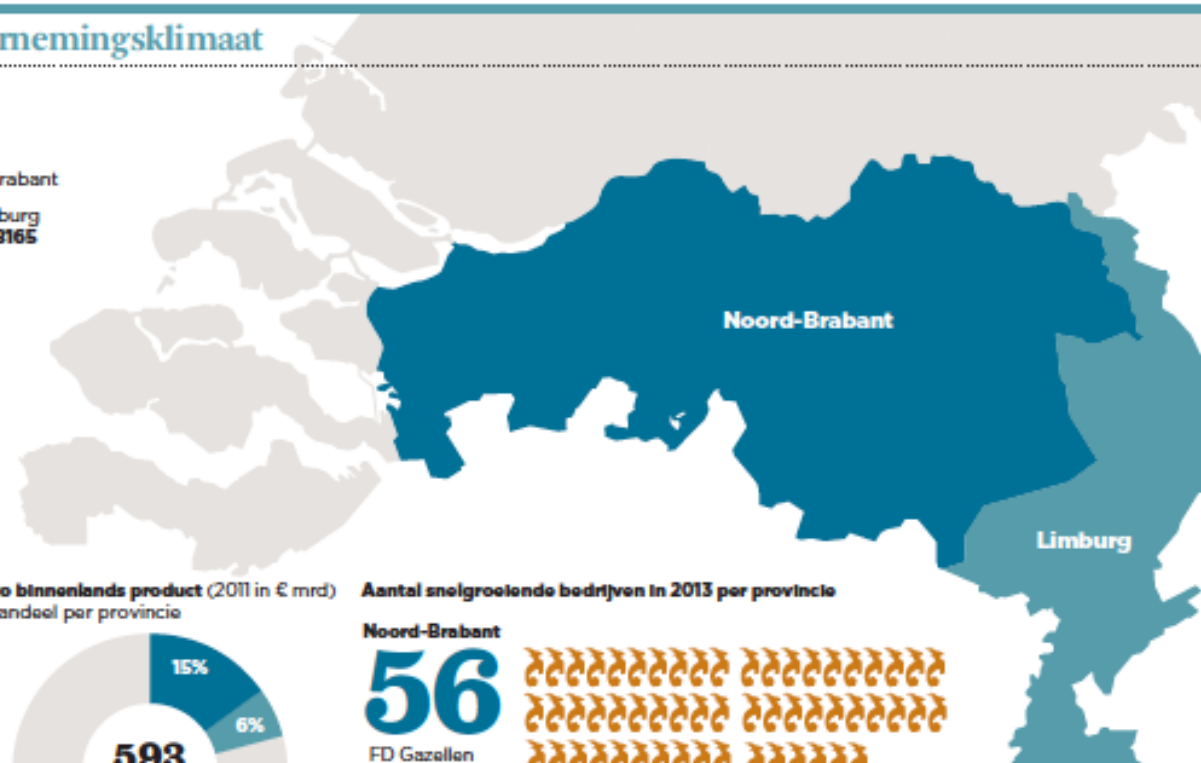 rnemingsklimaat
rabant
burg
3165
Noord-Brabant
Limburg
o binnenlands product (2011 in € mrd)
andeel per provincie
15%
6%
593
Aantal snelgroeiende bedrijven in 2013 per provincie
Noord-Brabant
56
FD Gazellen